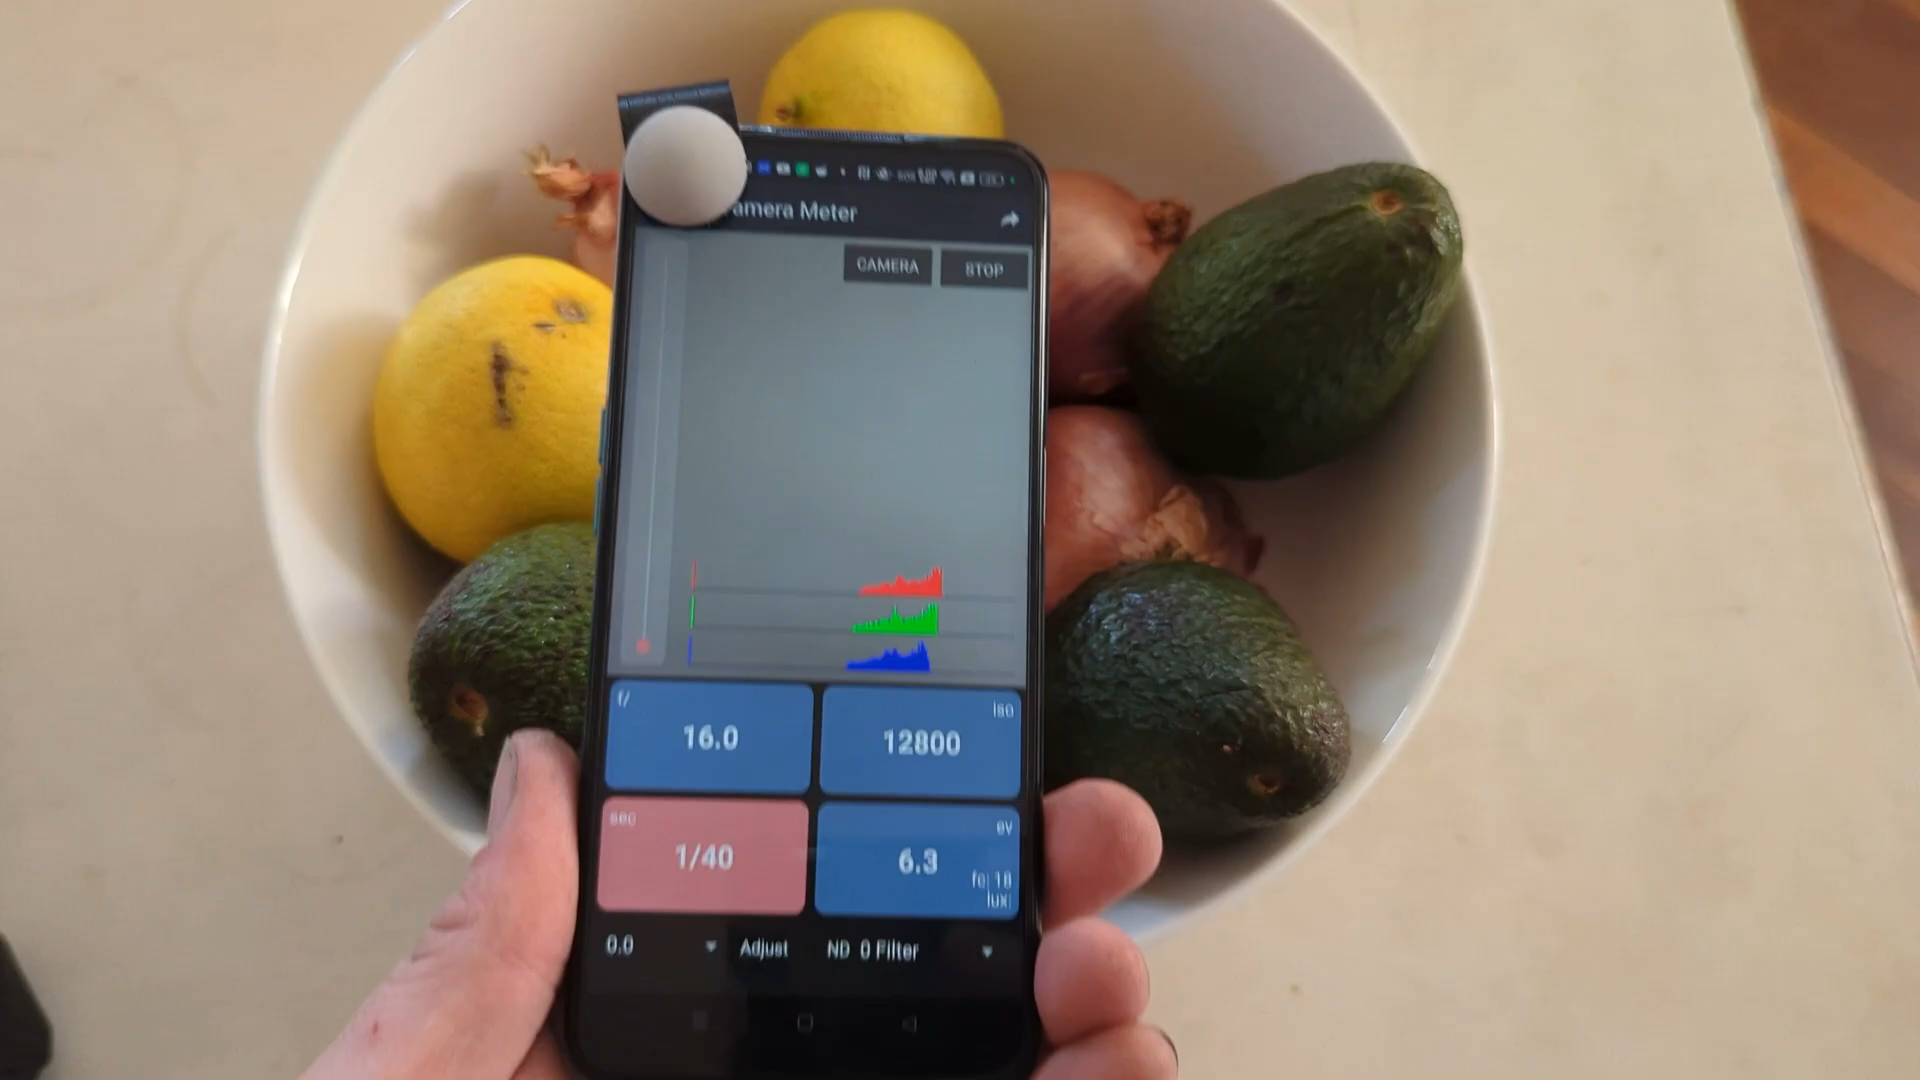 amera Meter
CAMERA
STOP
f/
16.0
iso
12800
sec
1/40
ev
6.3
fc: 18
lux:
0.0
Adjust
ND 0 Filter